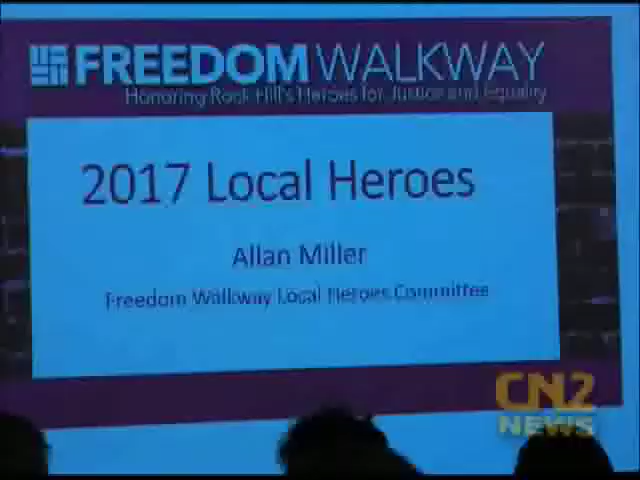 FREEDOM WALKWAY
Honoring Rock Hill's Heroes for Justice and Equality
2017 Local Heroes
Allan Miller
Freedom Walkway Local Heroes Committee
CN2
NEWS